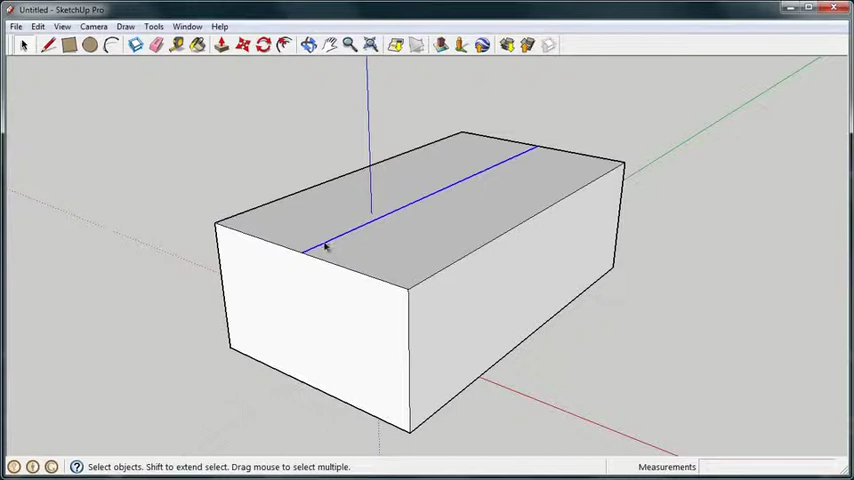 Untitled - SketchUp Pro
File Edit View Camera Draw Tools Window Help
Select objects. Shift to extend select. Drag mouse to select multiple.
Measurements